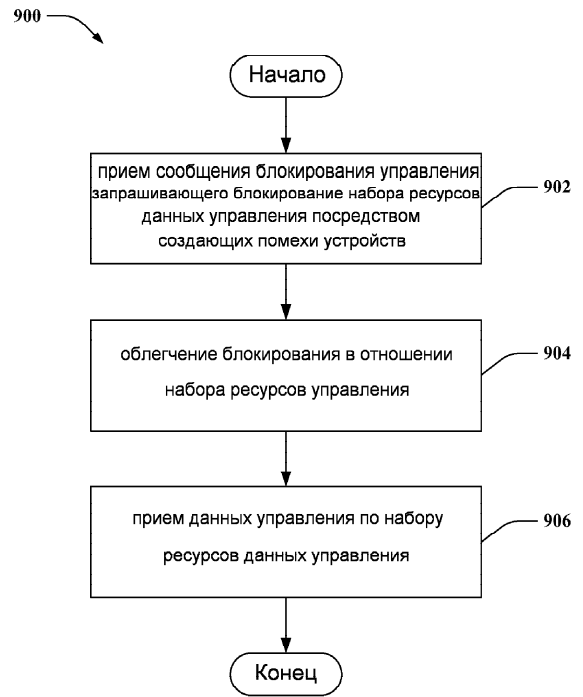 900
Начало
прием сообщения блокирования управления
запрашивающего блокирование набора ресурсов
данных управления посредством
создающих помехи устройств
902
облегчение блокирования в отношении
набора ресурсов управления
904
прием данных управления по набору
ресурсов данных управления
906
Конец